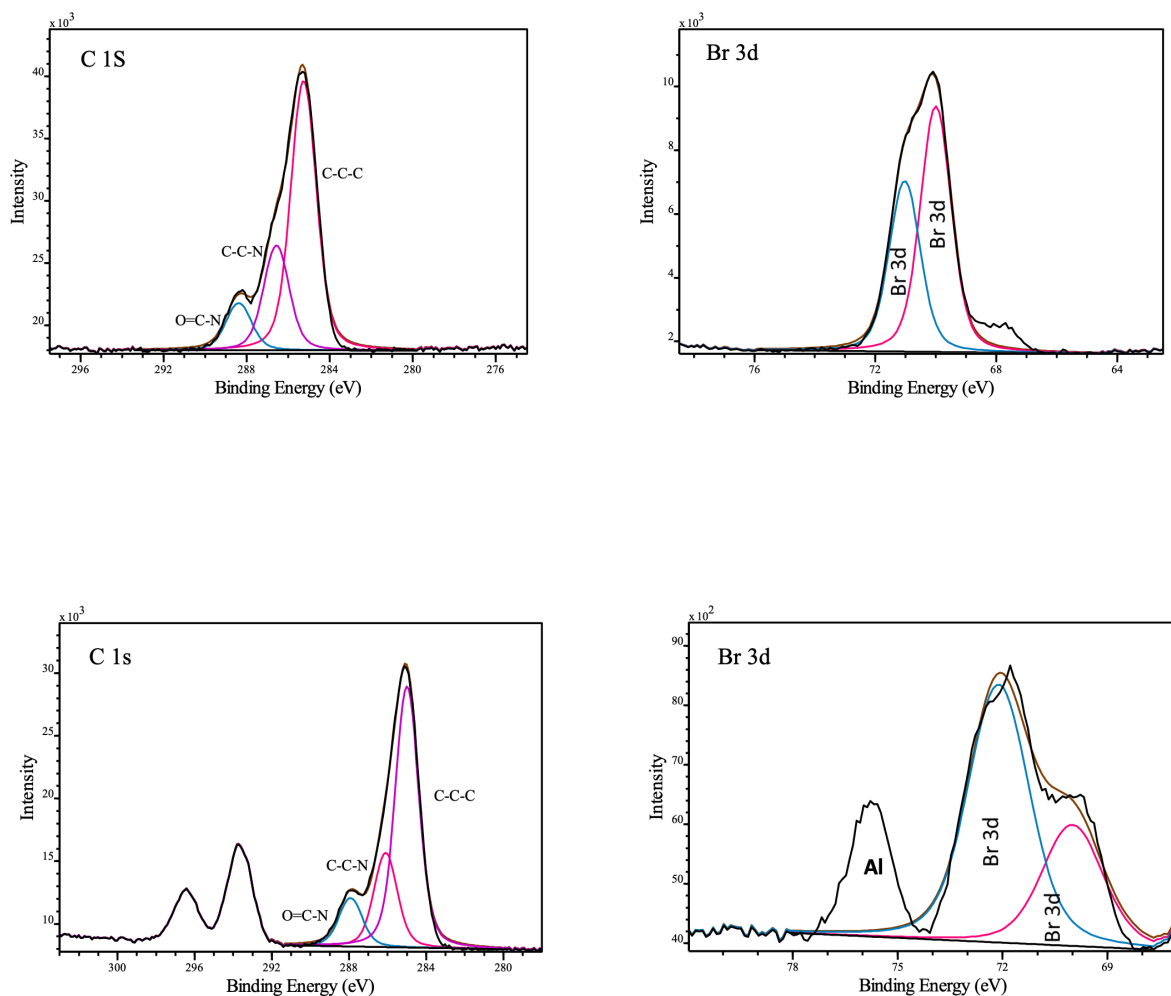 x 10³
C 1S
40
35
30
25
20
Intensity
C-C-C
C-C-N
O=C-N
296
292
288
284
280
276
Binding Energy (eV)
x 10³
Br 3d
10
8
6
4
2
Intensity
Br 3d
Br 3d
76
72
68
64
Binding Energy (eV)
x 10³
C 1s
30
25
20
15
10
Intensity
C-C-C
C-C-N
O=C-N
300
296
292
288
284
280
Binding Energy (eV)
x 10²
Br 3d
90
80
70
60
50
40
Intensity
Al
Br 3d
Br 3d
78
75
72
69
Binding Energy (eV)